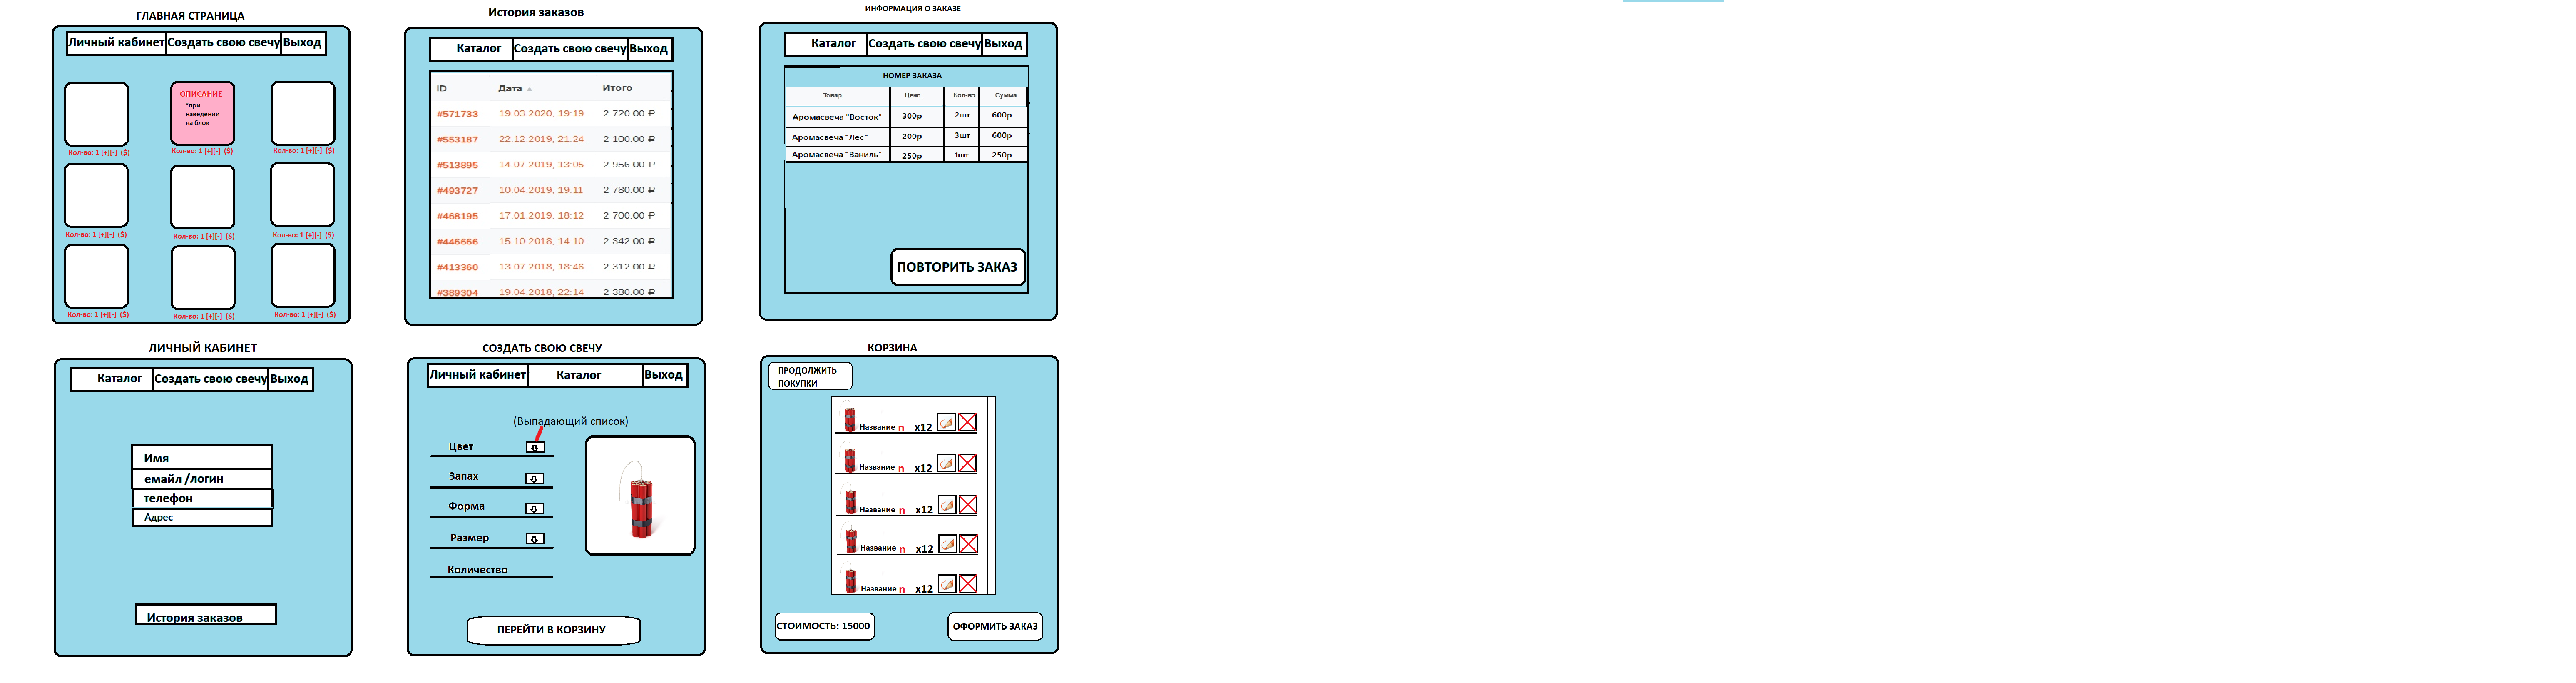 ГЛАВНАЯ СТРАНИЦА
Личный кабинет Создать свою свечу Выход
ОПИСАНИЕ
*при
наведении
на блок
Кол-во: 1 [+][-] ($) Кол-во: 1 [+][-] ($) Кол-во: 1 [+][-] ($)
Кол-во: 1 [+][-] ($) Кол-во: 1 [+][-] ($) Кол-во: 1 [+][-] ($)
Кол-во: 1 [+][-] ($) Кол-во: 1 [+][-] ($) Кол-во: 1 [+][-] ($)
История заказов
Каталог Создать свою свечу Выход
ID Дата Итого
#571733 19.03.2020, 19:19 2 720.00 ₽
#553187 22.12.2019, 21:24 2 100.00 ₽
#513895 14.07.2019, 13:05 2 956.00 ₽
#493727 10.04.2019, 19:11 2 780.00 ₽
#468195 17.01.2019, 18:12 2 700.00 ₽
#446666 15.10.2018, 14:10 2 342.00 ₽
#413360 13.07.2018, 18:46 2 312.00 ₽
#389304 19.04.2018, 22:14 2 380.00 ₽
ИНФОРМАЦИЯ О ЗАКАЗЕ
Каталог Создать свою свечу Выход
НОМЕР ЗАКАЗА
Товар Цена Кол-во Сумма
Аромасвеча "Восток" 300р 2шт 600р
Аромасвеча "Лес" 200р 3шт 600р
Аромасвеча "Ваниль" 250р 1шт 250р
ПОВТОРИТЬ ЗАКАЗ
ЛИЧНЫЙ КАБИНЕТ
Каталог Создать свою свечу Выход
Имя
емайл /логин
телефон
Адрес
История заказов
СОЗДАТЬ СВОЮ СВЕЧУ
Личный кабинет Каталог Выход
(Выпадающий список)
Цвет
Запах
Форма
Размер
Количество
ПЕРЕЙТИ В КОРЗИНУ
КОРЗИНА
ПРОДОЛЖИТЬ
ПОКУПКИ
Название n x12
Название n x12
Название n x12
Название n x12
Название n x12
СТОИМОСТЬ: 15000
ОФОРМИТЬ ЗАКАЗ